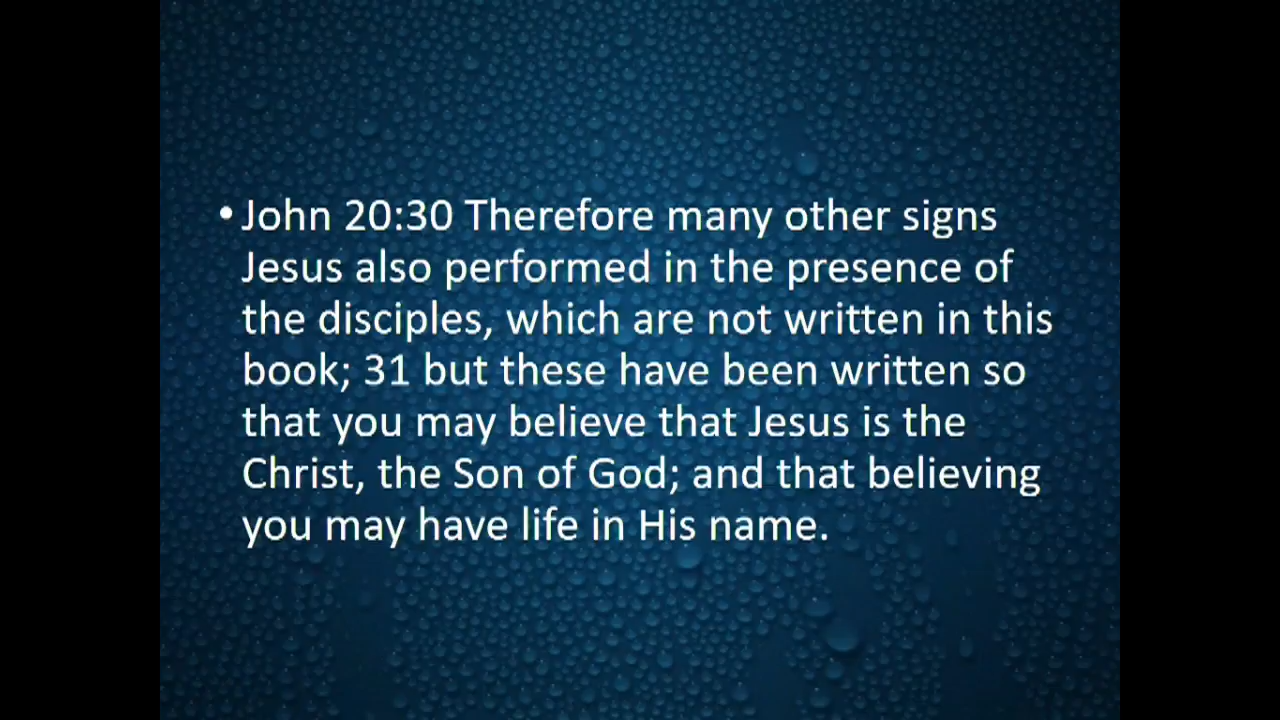 • John 20:30 Therefore many other signs
Jesus also performed in the presence of
the disciples, which are not written in this
book; 31 but these have been written so
that you may believe that Jesus is the
Christ, the Son of God; and that believing
you may have life in His name.